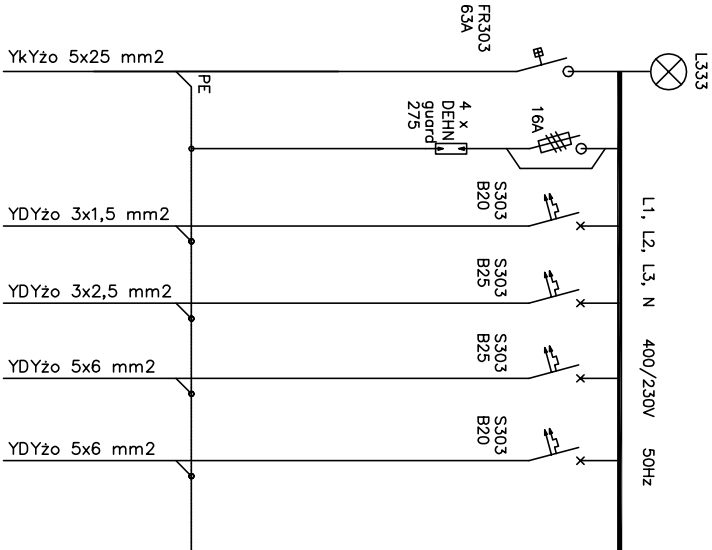 L333
FR303
63A
YkYżo 5x25 mm2
PE
4 x
DEHN
guard
275
16A
L1, L2, L3, N 400/230V 50Hz
YDYżo 3x1,5 mm2
S303
B20
YDYżo 3x2,5 mm2
S303
B25
YDYżo 5x6 mm2
S303
B25
YDYżo 5x6 mm2
S303
B20